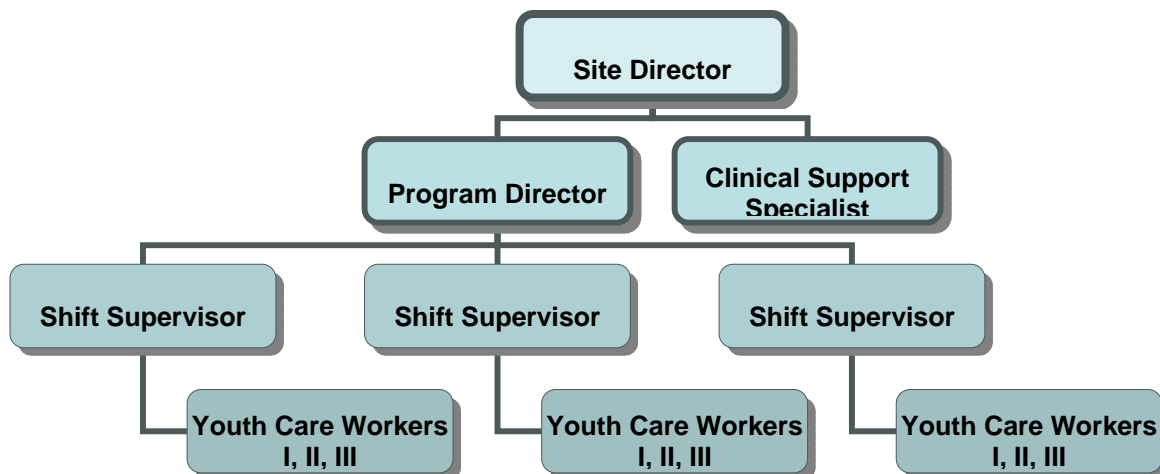 Site Director
Program Director
Clinical Support
Specialist
Shift Supervisor
Shift Supervisor
Shift Supervisor
Youth Care Workers
I, II, III
Youth Care Workers
I, II, III
Youth Care Workers
I, II, III